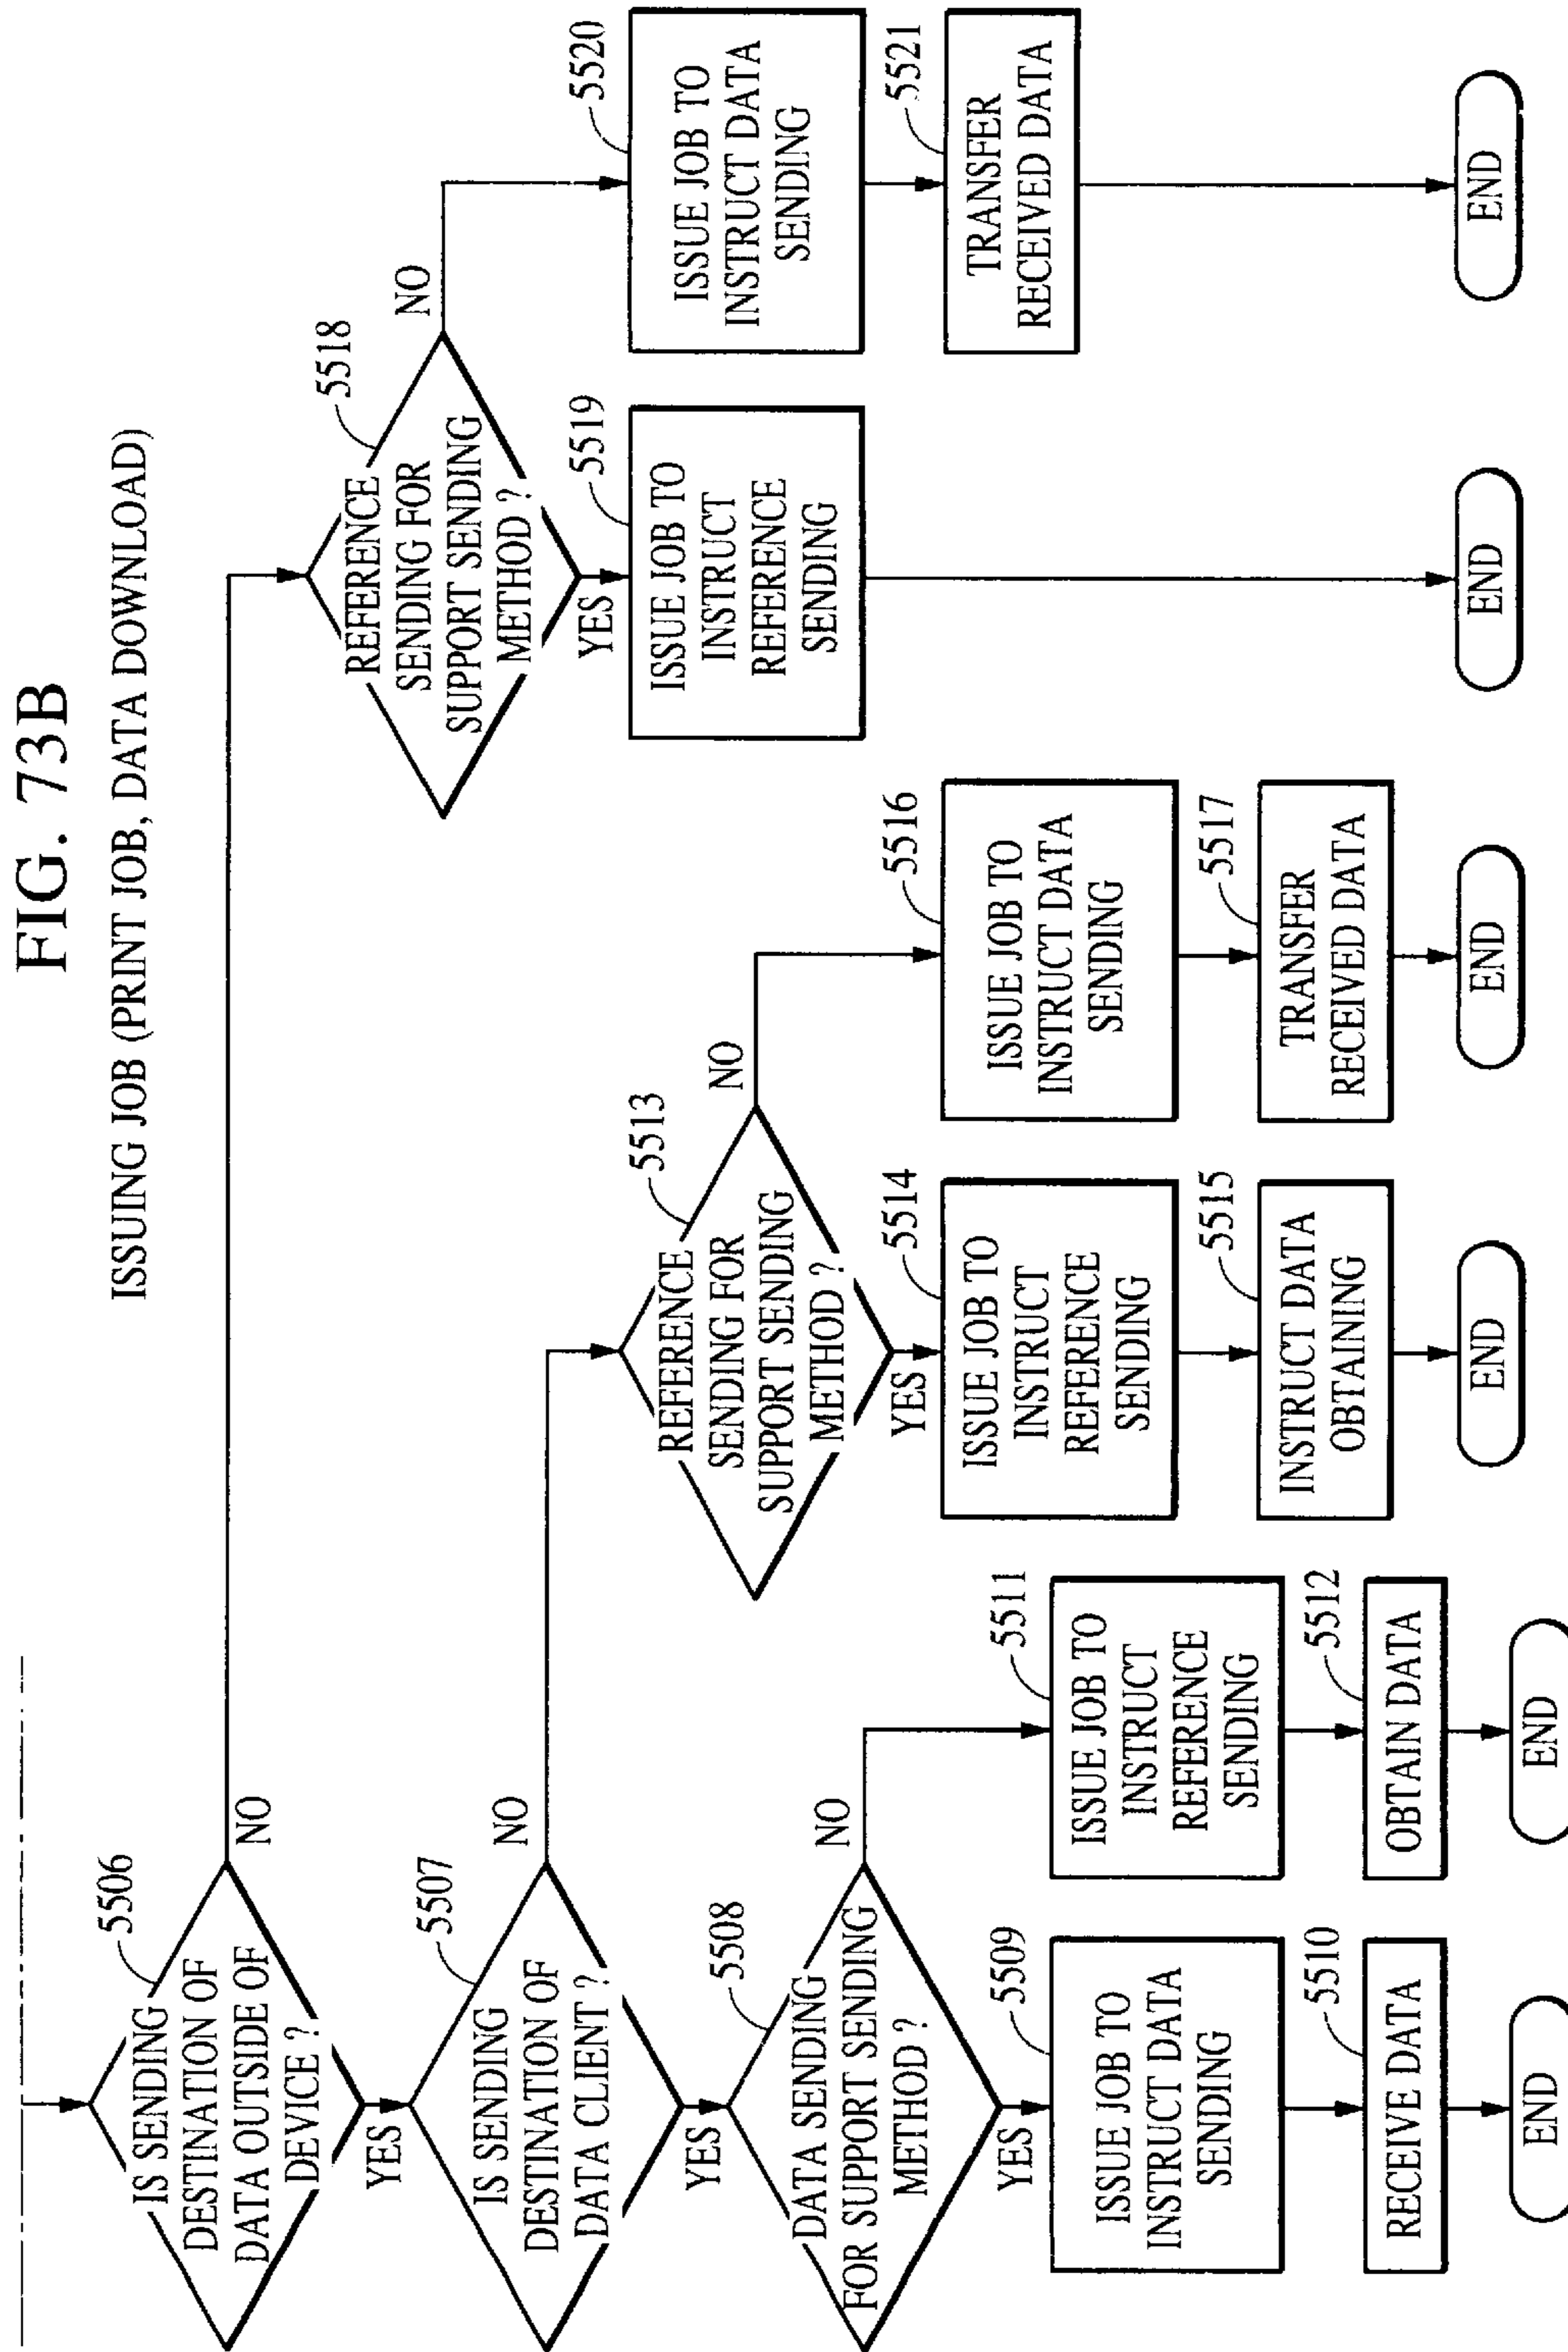 FIG. 73B
ISSUING JOB (PRINT JOB, DATA DOWNLOAD)
5506
IS SENDING
DESTINATION OF
DATA OUTSIDE OF
DEVICE ?
NO
YES
5507
IS SENDING
DESTINATION OF
DATA CLIENT ?
NO
YES
5508
DATA SENDING
FOR SUPPORT SENDING
METHOD ?
NO
YES
5509
ISSUE JOB TO
INSTRUCT DATA
SENDING
5510
RECEIVE DATA
END
5511
ISSUE JOB TO
INSTRUCT
REFERENCE
SENDING
5512
OBTAIN DATA
END
5513
REFERENCE
SENDING FOR
SUPPORT SENDING
METHOD ?
NO
YES
5514
ISSUE JOB TO
INSTRUCT
REFERENCE
SENDING
5515
INSTRUCT DATA
OBTAINING
END
5516
ISSUE JOB TO
INSTRUCT DATA
SENDING
5517
TRANSFER
RECEIVED DATA
END
5518
REFERENCE
SENDING FOR
SUPPORT SENDING
METHOD ?
NO
YES
5519
ISSUE JOB TO
INSTRUCT
REFERENCE
SENDING
END
5520
ISSUE JOB TO
INSTRUCT DATA
SENDING
5521
TRANSFER
RECEIVED DATA
END